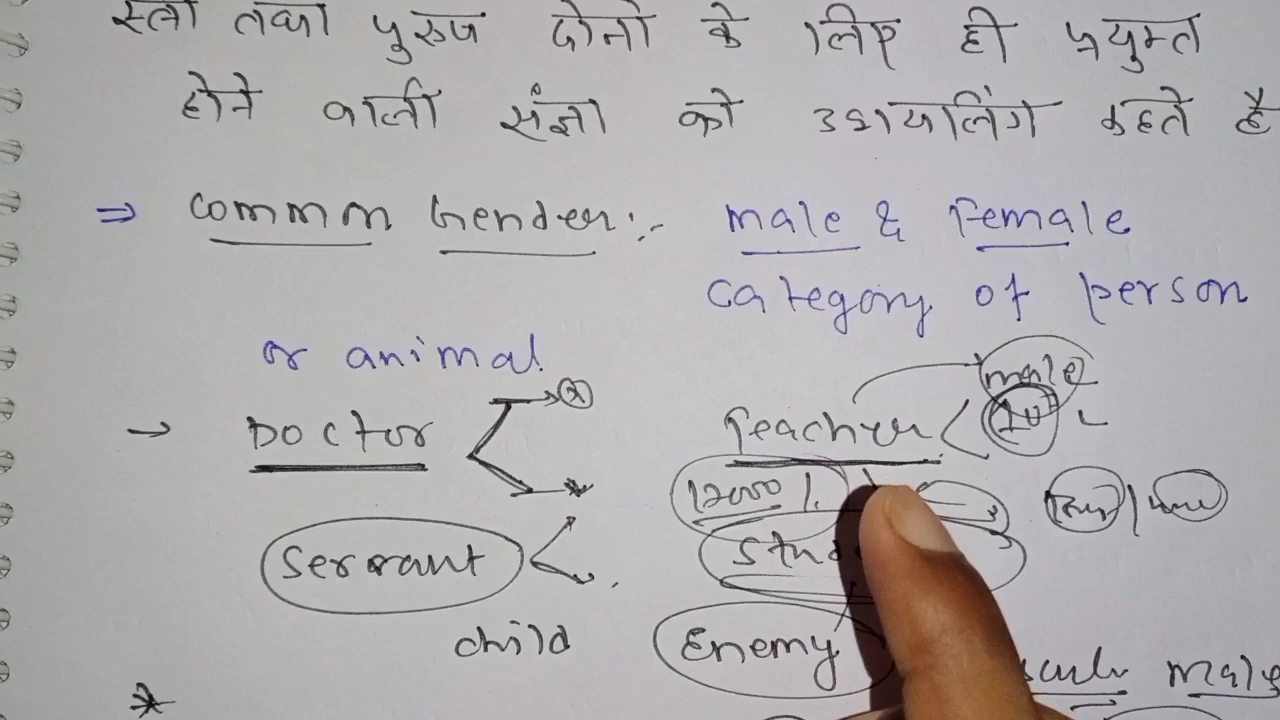 स्त्री तथा पुरुष दोनो के लिए ही प्रयुक्त
होने वाली संज्ञा को उभयलिंग कहते है
⇒ Common Gender:- male & Female
category of person
or animal
→ Doctor Teacher male
Servant
child Enemy
male
*